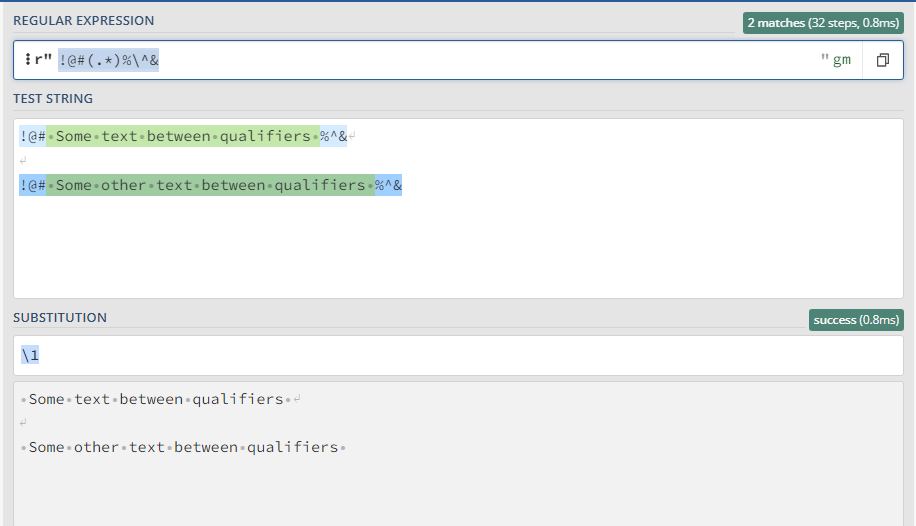 REGULAR EXPRESSION
2 matches (32 steps, 0.8ms)
r" !@#(.*)%\^& " gm
TEST STRING
!@# Some text between qualifiers %^&
!@# Some other text between qualifiers %^&
SUBSTITUTION
success (0.8ms)
\1
Some text between qualifiers
Some other text between qualifiers